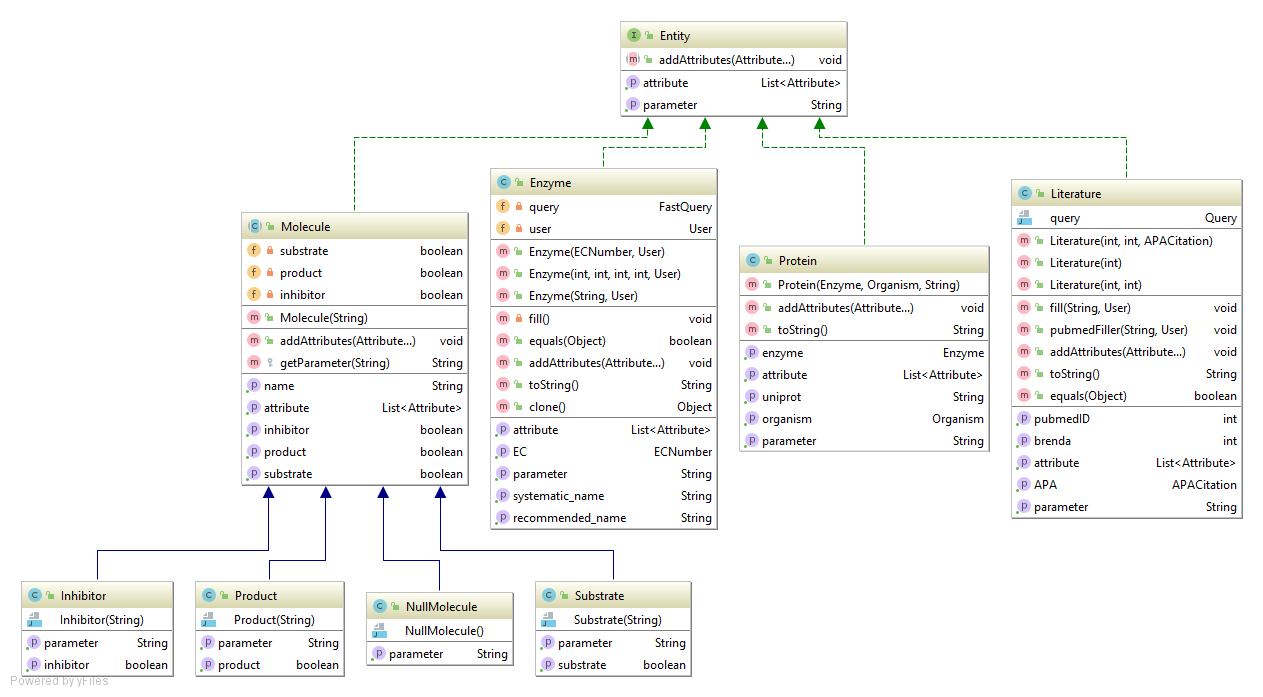 Entity
addAttributes(Attribute...) void
attribute List<Attribute>
parameter String
Molecule
substrate boolean
product boolean
inhibitor boolean
Molecule(String)
addAttributes(Attribute...) void
getParameter(String) String
name String
attribute List<Attribute>
inhibitor boolean
product boolean
substrate boolean
Enzyme
query FastQuery
user User
Enzyme(ECNumber, User)
Enzyme(int, int, int, int, User)
Enzyme(String, User)
fill() void
equals(Object) boolean
addAttributes(Attribute...) void
toString() String
clone() Object
attribute List<Attribute>
EC ECNumber
parameter String
systematic_name String
recommended_name String
Protein
Protein(Enzyme, Organism, String)
addAttributes(Attribute...) void
toString() String
enzyme Enzyme
attribute List<Attribute>
uniprot String
organism Organism
parameter String
Literature
query Query
Literature(int, int, APACitation)
Literature(int)
Literature(int, int)
fill(String, User) void
pubmedFiller(String, User) void
addAttributes(Attribute...) void
toString() String
equals(Object) boolean
pubmedID int
brenda int
attribute List<Attribute>
APA APACitation
parameter String
Inhibitor
Inhibitor(String)
parameter String
inhibitor boolean
Product
Product(String)
parameter String
product boolean
NullMolecule
NullMolecule()
parameter String
Substrate
Substrate(String)
parameter String
substrate boolean
Powered by yFiles